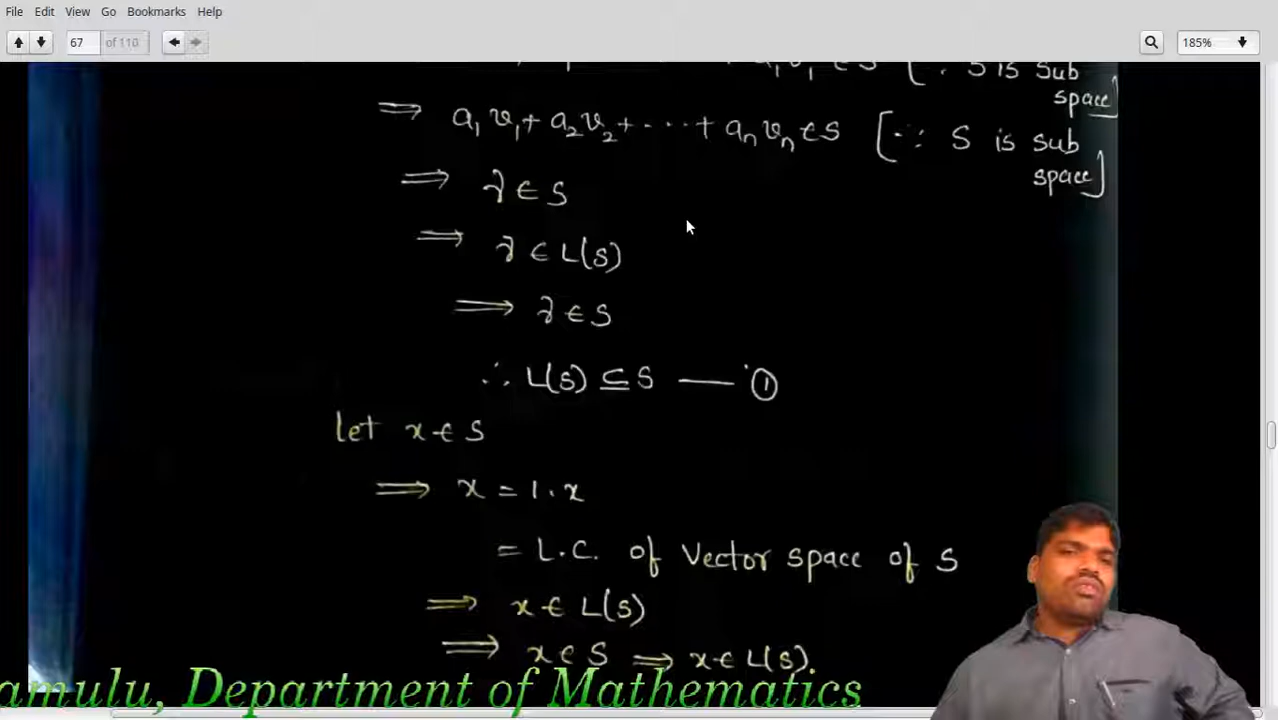 File Edit View Go Bookmarks Help
67 of 110 185%
S is sub
space]
⇒ a₁v₁ + a₂v₂ + ··· + aₙvₙ ∈ S [∵ S is sub
space]
⇒ γ ∈ S
⇒ γ ∈ L(S)
⇒ γ ∈ S
∴ L(S) ⊆ S —— ①
let x ∈ S
⇒ x = 1.x
= L.C. of Vector space of S
⇒ x ∈ L(S)
⇒ x ∈ S ⇒ x ∈ L(S).
amulu, Department of Mathematics